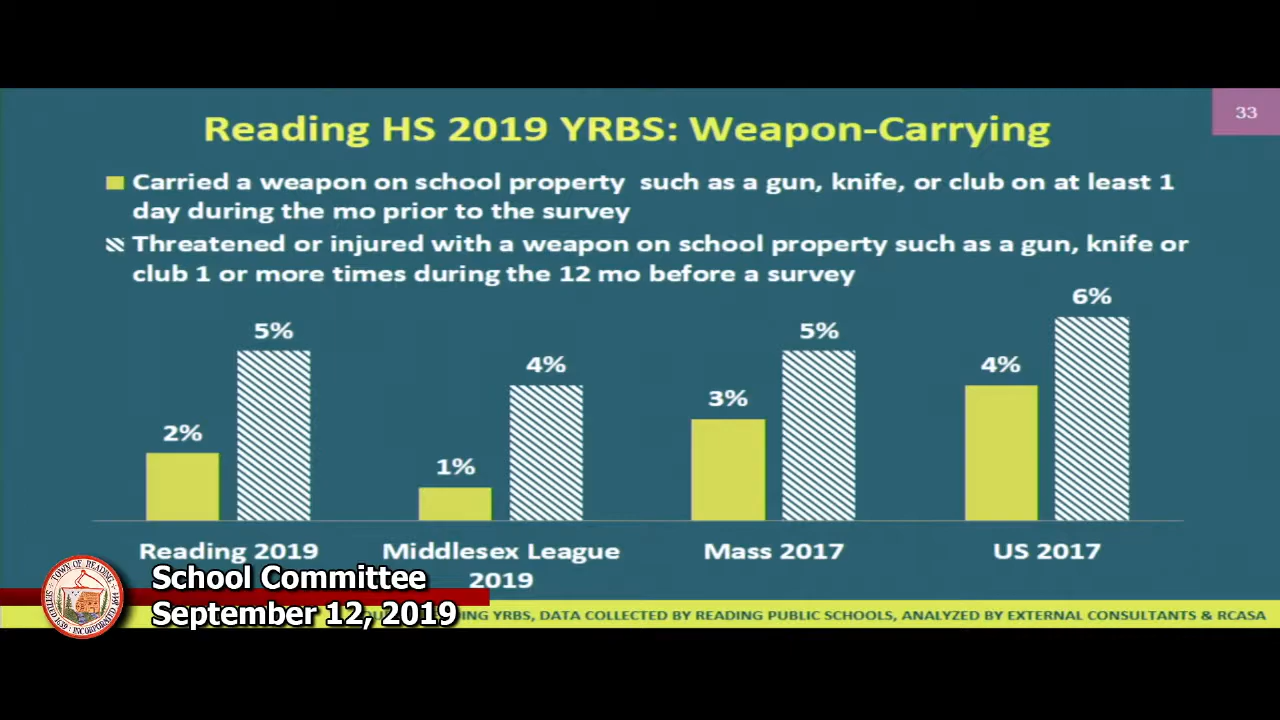 33
Reading HS 2019 YRBS: Weapon-Carrying
Carried a weapon on school property such as a gun, knife, or club on at least 1
day during the mo prior to the survey
Threatened or injured with a weapon on school property such as a gun, knife or
club 1 or more times during the 12 mo before a survey
2% 5% 1% 4% 3% 5% 4% 6%
Reading 2019 Middlesex League Mass 2017 US 2017
2019
TOWN OF READING
School Committee
September 12, 2019
YRBS, DATA COLLECTED BY READING PUBLIC SCHOOLS, ANALYZED BY EXTERNAL CONSULTANTS & RCASA